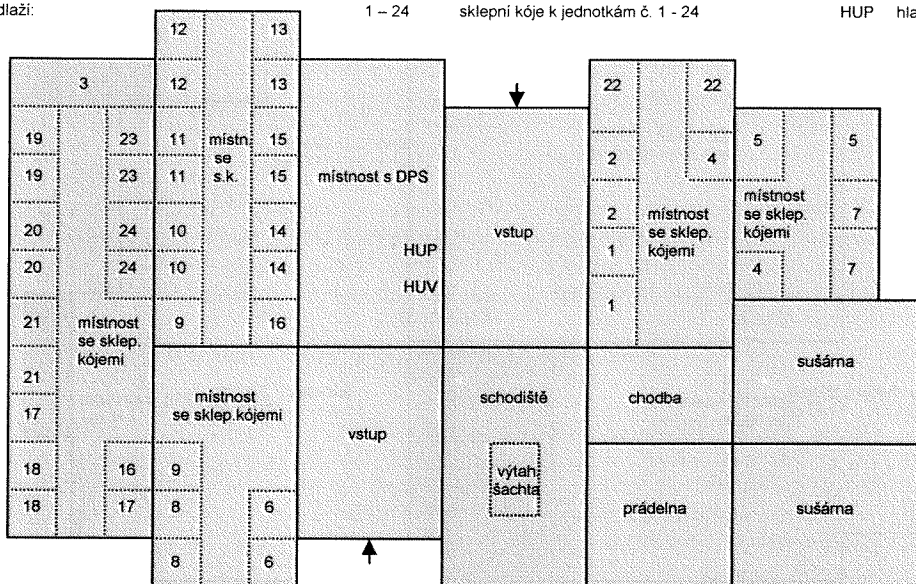 dlaží: 1 – 24 sklepní kóje k jednotkám č. 1 - 24 HUP hla
12 13
3 12 13 22 22
19 23 11 místn 15 5 5
se
s.k.
19 23 11 15 místnost s DPS 2 4
20 24 10 14 vstup 2 místnost
se sklep.
kójemi
místnost
se sklep.
kójemi
7
HUP 1
20 24 10 14 4 7
HUV
21 místnost
se sklep.
kójemi
9 16 1
21 místnost
se sklep.kójemi
schodiště chodba sušárna
17 vstup
18 16 9 výtah.
šachta
18 17 8 6 prádelna sušárna
8 6